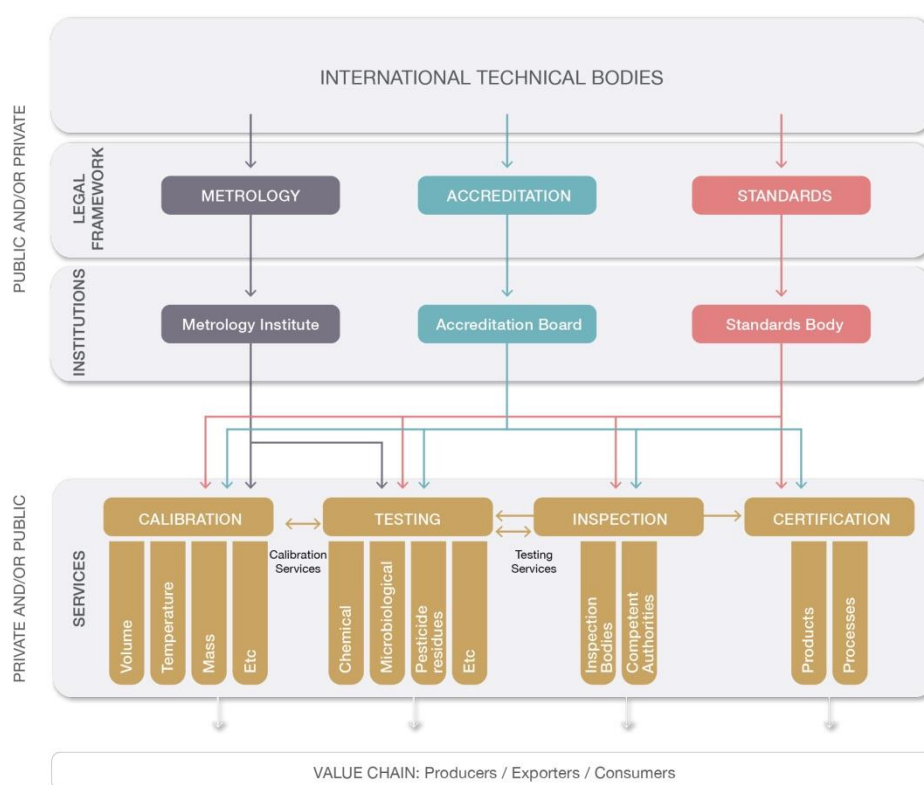 INTERNATIONAL TECHNICAL BODIES
PUBLIC AND/OR PRIVATE
LEGAL
FRAMEWORK
METROLOGY
ACCREDITATION
STANDARDS
INSTITUTIONS
Metrology Institute
Accreditation Board
Standards Body
PRIVATE AND/OR PUBLIC
SERVICES
CALIBRATION
TESTING
INSPECTION
CERTIFICATION
Calibration
Services
Testing
Services
Volume
Temperature
Mass
Etc
Chemical
Microbiological
Pesticide
residues
Etc
Inspection
Bodies
Competent
Authorities
Products
Processes
VALUE CHAIN: Producers / Exporters / Consumers